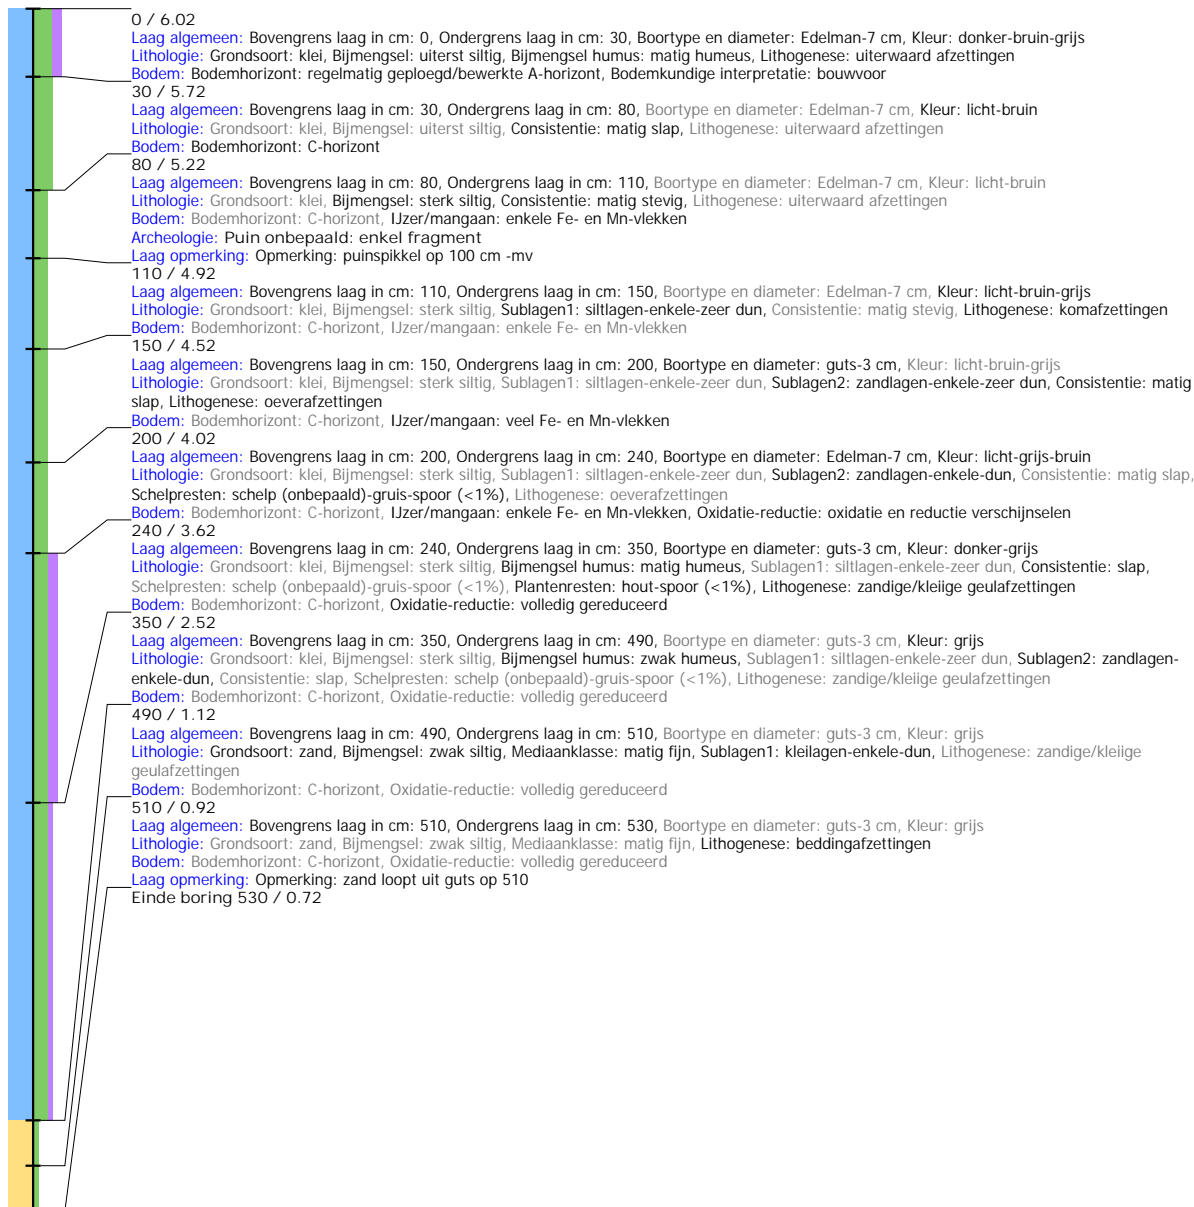 0 / 6.02
Laag algemeen: Bovengrens laag in cm: 0, Ondergrens laag in cm: 30, Boortype en diameter: Edelman-7 cm, Kleur: donker-bruin-grijs
Lithologie: Grondsoort: klei, Bijmengsel: uiterst siltig, Bijmengsel humus: matig humeus, Lithogenese: uiterwaard afzettingen
Bodem: Bodemhorizont: regelmatig geploegd/bewerkte A-horizont, Bodemkundige interpretatie: bouwvoor
30 / 5.72
Laag algemeen: Bovengrens laag in cm: 30, Ondergrens laag in cm: 80, Boortype en diameter: Edelman-7 cm, Kleur: licht-bruin
Lithologie: Grondsoort: klei, Bijmengsel: uiterst siltig, Consistentie: matig slap, Lithogenese: uiterwaard afzettingen
Bodem: Bodemhorizont: C-horizont
80 / 5.22
Laag algemeen: Bovengrens laag in cm: 80, Ondergrens laag in cm: 110, Boortype en diameter: Edelman-7 cm, Kleur: licht-bruin
Lithologie: Grondsoort: klei, Bijmengsel: sterk siltig, Consistentie: matig stevig, Lithogenese: uiterwaard afzettingen
Bodem: Bodemhorizont: C-horizont, IJzer/mangaan: enkele Fe- en Mn-vlekken
Archeologie: Puin onbepaald: enkel fragment
Laag opmerking: Opmerking: puinspikkel op 100 cm -mv
110 / 4.92
Laag algemeen: Bovengrens laag in cm: 110, Ondergrens laag in cm: 150, Boortype en diameter: Edelman-7 cm, Kleur: licht-bruin-grijs
Lithologie: Grondsoort: klei, Bijmengsel: sterk siltig, Sublagen1: siltlagen-enkele-zeer dun, Consistentie: matig stevig, Lithogenese: komafzettingen
Bodem: Bodemhorizont: C-horizont, IJzer/mangaan: enkele Fe- en Mn-vlekken
150 / 4.52
Laag algemeen: Bovengrens laag in cm: 150, Ondergrens laag in cm: 200, Boortype en diameter: guts-3 cm, Kleur: licht-bruin-grijs
Lithologie: Grondsoort: klei, Bijmengsel: sterk siltig, Sublagen1: siltlagen-enkele-zeer dun, Sublagen2: zandlagen-enkele-zeer dun, Consistentie: matig
slap, Lithogenese: oeverafzettingen
Bodem: Bodemhorizont: C-horizont, IJzer/mangaan: veel Fe- en Mn-vlekken
200 / 4.02
Laag algemeen: Bovengrens laag in cm: 200, Ondergrens laag in cm: 240, Boortype en diameter: Edelman-7 cm, Kleur: licht-grijs-bruin
Lithologie: Grondsoort: klei, Bijmengsel: sterk siltig, Sublagen1: siltlagen-enkele-zeer dun, Sublagen2: zandlagen-enkele-dun, Consistentie: matig slap,
Schelpresten: schelp (onbepaald)-gruis-spoor (<1%), Lithogenese: oeverafzettingen
Bodem: Bodemhorizont: C-horizont, IJzer/mangaan: enkele Fe- en Mn-vlekken, Oxidatie-reductie: oxidatie en reductie verschijnselen
240 / 3.62
Laag algemeen: Bovengrens laag in cm: 240, Ondergrens laag in cm: 350, Boortype en diameter: guts-3 cm, Kleur: donker-grijs
Lithologie: Grondsoort: klei, Bijmengsel: sterk siltig, Bijmengsel humus: matig humeus, Sublagen1: siltlagen-enkele-zeer dun, Consistentie: slap,
Schelpresten: schelp (onbepaald)-gruis-spoor (<1%), Plantenresten: hout-spoor (<1%), Lithogenese: zandige/kleiige geulafzettingen
Bodem: Bodemhorizont: C-horizont, Oxidatie-reductie: volledig gereduceerd
350 / 2.52
Laag algemeen: Bovengrens laag in cm: 350, Ondergrens laag in cm: 490, Boortype en diameter: guts-3 cm, Kleur: grijs
Lithologie: Grondsoort: klei, Bijmengsel: sterk siltig, Bijmengsel humus: zwak humeus, Sublagen1: siltlagen-enkele-zeer dun, Sublagen2: zandlagen-
enkele-dun, Consistentie: slap, Schelpresten: schelp (onbepaald)-gruis-spoor (<1%), Lithogenese: zandige/kleiige geulafzettingen
Bodem: Bodemhorizont: C-horizont, Oxidatie-reductie: volledig gereduceerd
490 / 1.12
Laag algemeen: Bovengrens laag in cm: 490, Ondergrens laag in cm: 510, Boortype en diameter: guts-3 cm, Kleur: grijs
Lithologie: Grondsoort: zand, Bijmengsel: zwak siltig, Mediaanklasse: matig fijn, Sublagen1: kleilagen-enkele-dun, Lithogenese: zandige/kleiige
geulafzettingen
Bodem: Bodemhorizont: C-horizont, Oxidatie-reductie: volledig gereduceerd
510 / 0.92
Laag algemeen: Bovengrens laag in cm: 510, Ondergrens laag in cm: 530, Boortype en diameter: guts-3 cm, Kleur: grijs
Lithologie: Grondsoort: zand, Bijmengsel: zwak siltig, Mediaanklasse: matig fijn, Lithogenese: beddingafzettingen
Bodem: Bodemhorizont: C-horizont, Oxidatie-reductie: volledig gereduceerd
Laag opmerking: Opmerking: zand loopt uit guts op 510
Einde boring 530 / 0.72